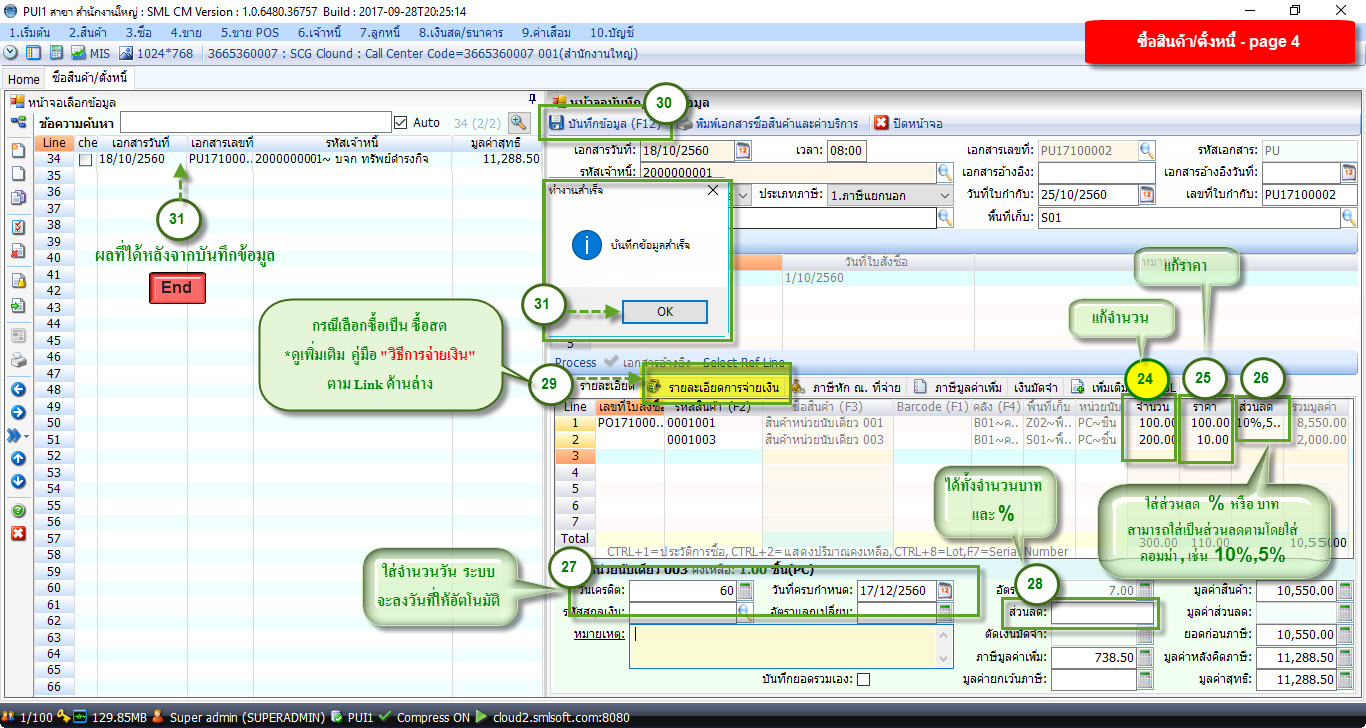 PUI1 สาขา สำนักงานใหญ่ : SML CM Version : 1.0.6480.36757 Build : 2017-09-28T20:25:14
1.เริ่มต้น 2.สินค้า 3.ซื้อ 4.ขาย 5.ขาย POS 6.เจ้าหนี้ 7.ลูกหนี้ 8.เงินสด/ธนาคาร 9.ค่าเสื่อม 10.บัญชี
ซื้อสินค้า/ตั้งหนี้ - page 4
MIS 1024*768 3665360007 : SCG Clound : Call Center Code=3665360007 001(สำนักงานใหญ่)
Home ซื้อสินค้า/ตั้งหนี้
หน้าจอเลือกข้อมูล
ข้อความค้นหา Auto 34 (2/2)
Line che เอกสารวันที่ เอกสารเลขที่ รหัสเจ้าหนี้ มูลค่าสุทธิ
34 18/10/2560 PU171000.. 2000000001~ บจก ทรัพย์ดำรงกิจ 11,288.50
35
36
37
38
39
40
41
42
43
44
45
46
47
48
49
50
51
52
53
54
55
56
57
58
59
60
61
62
63
64
65
66
31
ผลที่ได้หลังจากบันทึกข้อมูล
End
กรณีเลือกซื้อเป็น ซื้อสด
*ดูเพิ่มเติม คู่มือ "วิธีการจ่ายเงิน"
ตาม Link ด้านล่าง
หน้าจอบันทึก ข้อมูล
30
บันทึกข้อมูล (F12) พิมพ์เอกสารซื้อสินค้าและค่าบริการ ปิดหน้าจอ
เอกสารวันที่: 18/10/2560 เวลา: 08:00 เอกสารเลขที่: PU17100002 รหัสเอกสาร: PU
รหัสเจ้าหนี้: 2000000001 เอกสารอ้างอิง: เอกสารอ้างอิงวันที่:
ประเภทภาษี: 1.ภาษีแยกนอก วันที่ใบกำกับ: 25/10/2560 เลขที่ใบกำกับ: PU17100002
พื้นที่เก็บ: S01
ทำงานสำเร็จ
บันทึกข้อมูลสำเร็จ
31
OK
วันที่ใบสั่งซื้อ
1/10/2560
5
แก้ราคา
แก้จำนวน
Process เอกสารอ้างอิง Select Ref Line
29
รายละเอียด รายละเอียดการจ่ายเงิน ภาษีหัก ณ. ที่จ่าย ภาษีมูลค่าเพิ่ม เงินมัดจำ เพิ่มเติม
24 25 26
Line เลขที่ใบสั่งซื้อ รหัสสินค้า (F2) ชื่อสินค้า (F3) Barcode (F1) คลัง (F4) พื้นที่เก็บ หน่วยนับ จำนวน ราคา ส่วนลด รวมมูลค่า
1 PO171000.. 0001001 สินค้าหน่วยนับเดียว 001 B01~ค.. Z02~พื้.. PC~ชิ้น 100.00 100.00 10%,5.. 8,550.00
2 0001003 สินค้าหน่วยนับเดียว 003 B01~ค.. S01~พื้.. PC~ชิ้น 200.00 10.00 2,000.00
3
4
5
6
7
Total 300.00 110.00 10,550.00
ได้ทั้งจำนวนบาท
และ %
ใส่ส่วนลด % หรือ บาท
สามารถใส่เป็นส่วนลดตามโดยใส่
คอมม่า , เช่น 10%,5%
CTRL+1=ประวัติการซื้อ, CTRL+2=แสดงปริมาณคงเหลือ,CTRL+8=Lot,F7=Serial Number
27
หน่วยนับเดียว 003 คงเหลือ: 1.00 ชิ้น(PC)
ใส่จำนวนวัน ระบบ
จะลงวันที่ให้อัตโนมัติ
28
วันเครดิต: 60 วันที่ครบกำหนด: 17/12/2560 7.00 มูลค่าสินค้า: 10,550.00
รหัสสกุลเงิน: อัตราแลกเปลี่ยน: ส่วนลด: มูลค่าส่วนลด:
หมายเหตุ: ตัดเงินมัดจำ: ยอดก่อนภาษี: 10,550.00
ภาษีมูลค่าเพิ่ม: 738.50 มูลค่าหลังคิดภาษี: 11,288.50
บันทึกยอดรวมเอง: มูลค่ายกเว้นภาษี: มูลค่าสุทธิ: 11,288.50
1/100 129.85MB Super admin (SUPERADMIN) PUI1 Compress ON cloud2.smlsoft.com:8080